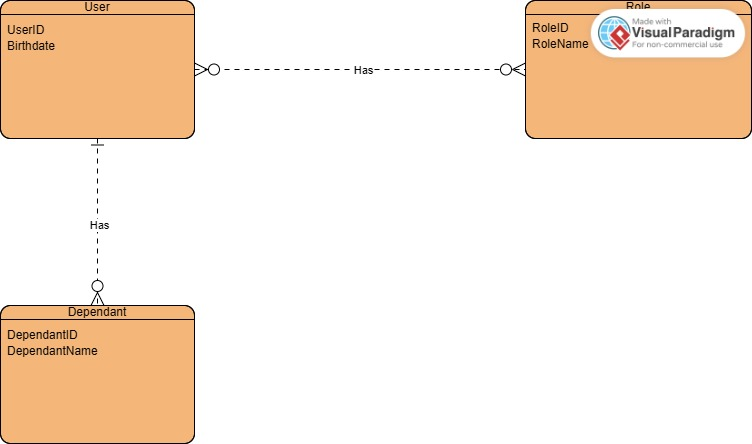 User
UserID
Birthdate
Role
RoleID
RoleName
Made with
Visual Paradigm
For non-commercial use
Has
Has
Dependant
DependantID
DependantName